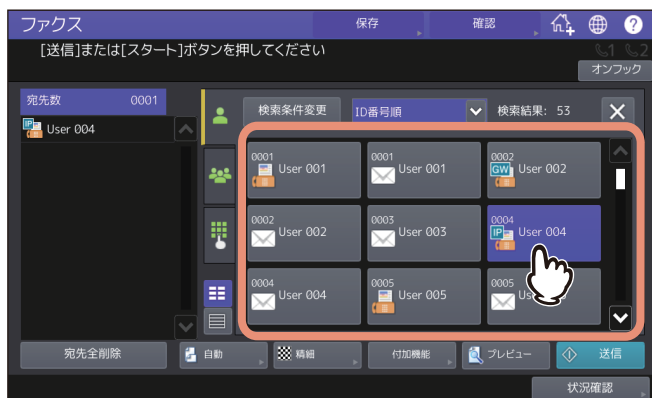 ファクス
保存
確認
?
[送信]または[スタート]ボタンを押してください
1
2
オンフック
宛先数 0001
IP User 004
検索条件変更
ID番号順
検索結果: 53
0001 User 001
0001 User 001
0002 GW User 002
0002 User 002
0003 User 003
0004 IP User 004
0004 User 004
0005 User 005
0005
宛先全削除
自動
精細
付加機能
プレビュー
送信
状況確認